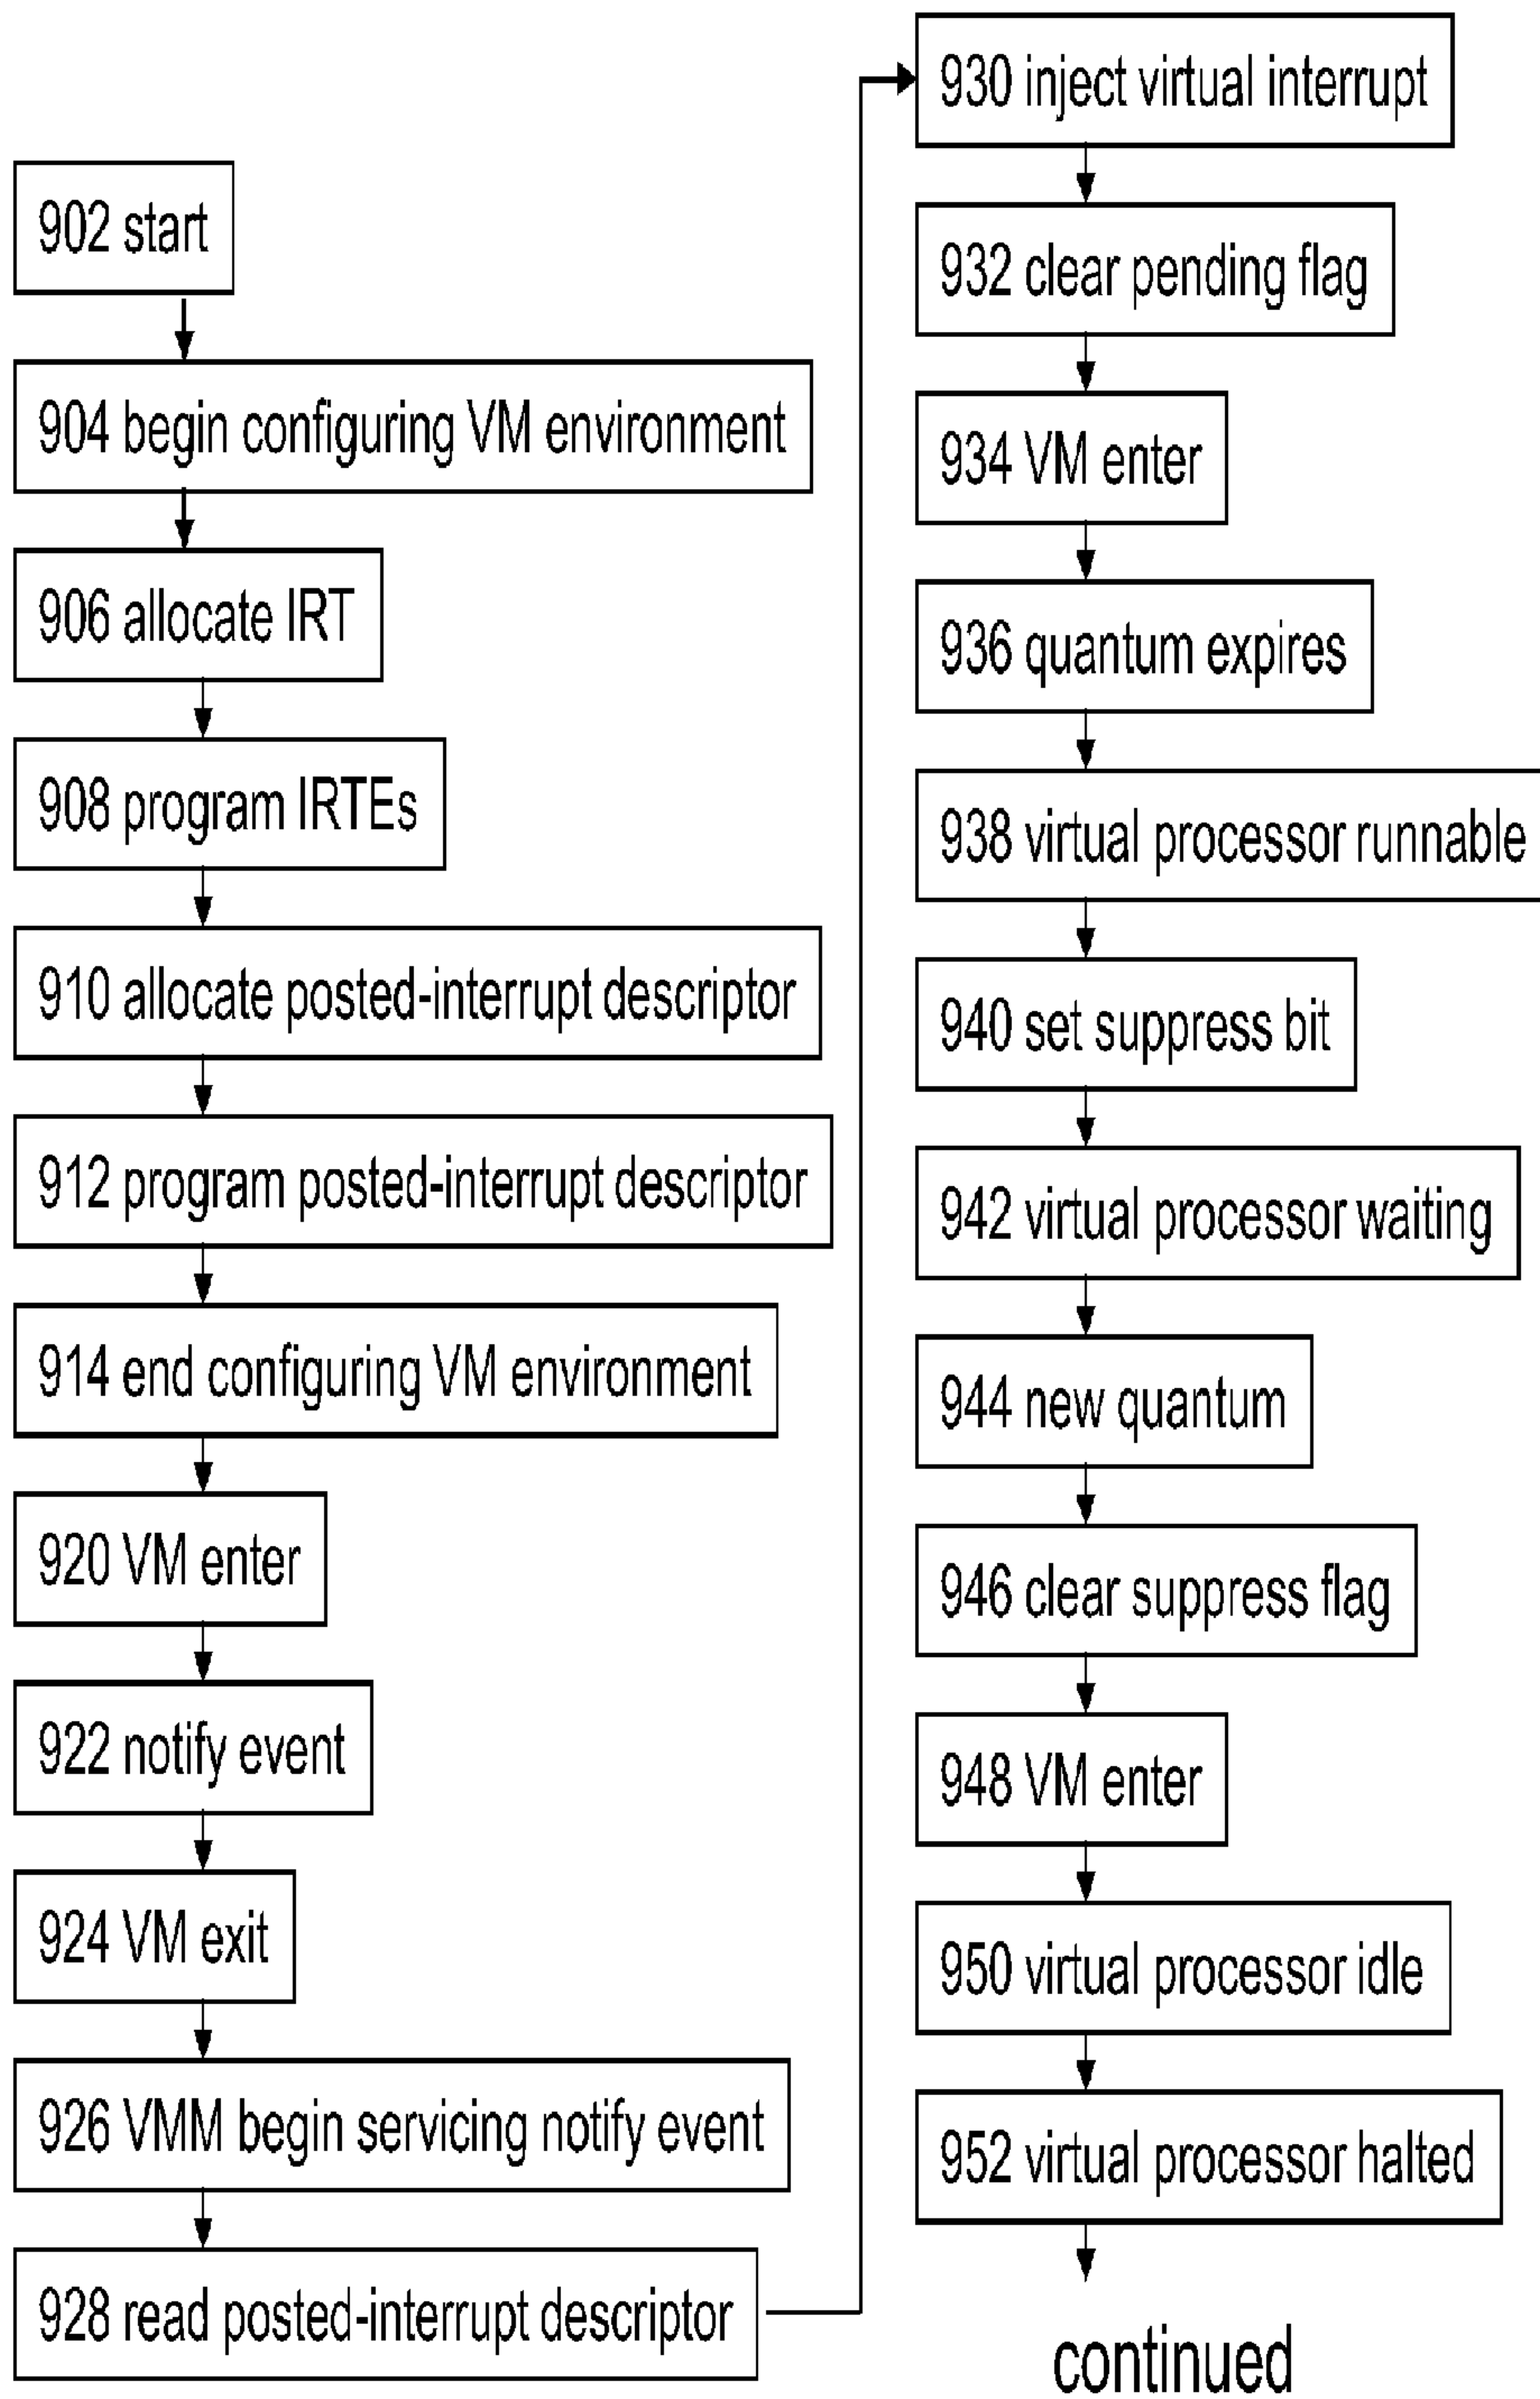 902 start
904 begin configuring VM environment
906 allocate IRT
908 program IRTEs
910 allocate posted-interrupt descriptor
912 program posted-interrupt descriptor
914 end configuring VM environment
920 VM enter
922 notify event
924 VM exit
926 VMM begin servicing notify event
928 read posted-interrupt descriptor
930 inject virtual interrupt
932 clear pending flag
934 VM enter
936 quantum expires
938 virtual processor runnable
940 set suppress bit
942 virtual processor waiting
944 new quantum
946 clear suppress flag
948 VM enter
950 virtual processor idle
952 virtual processor halted
continued